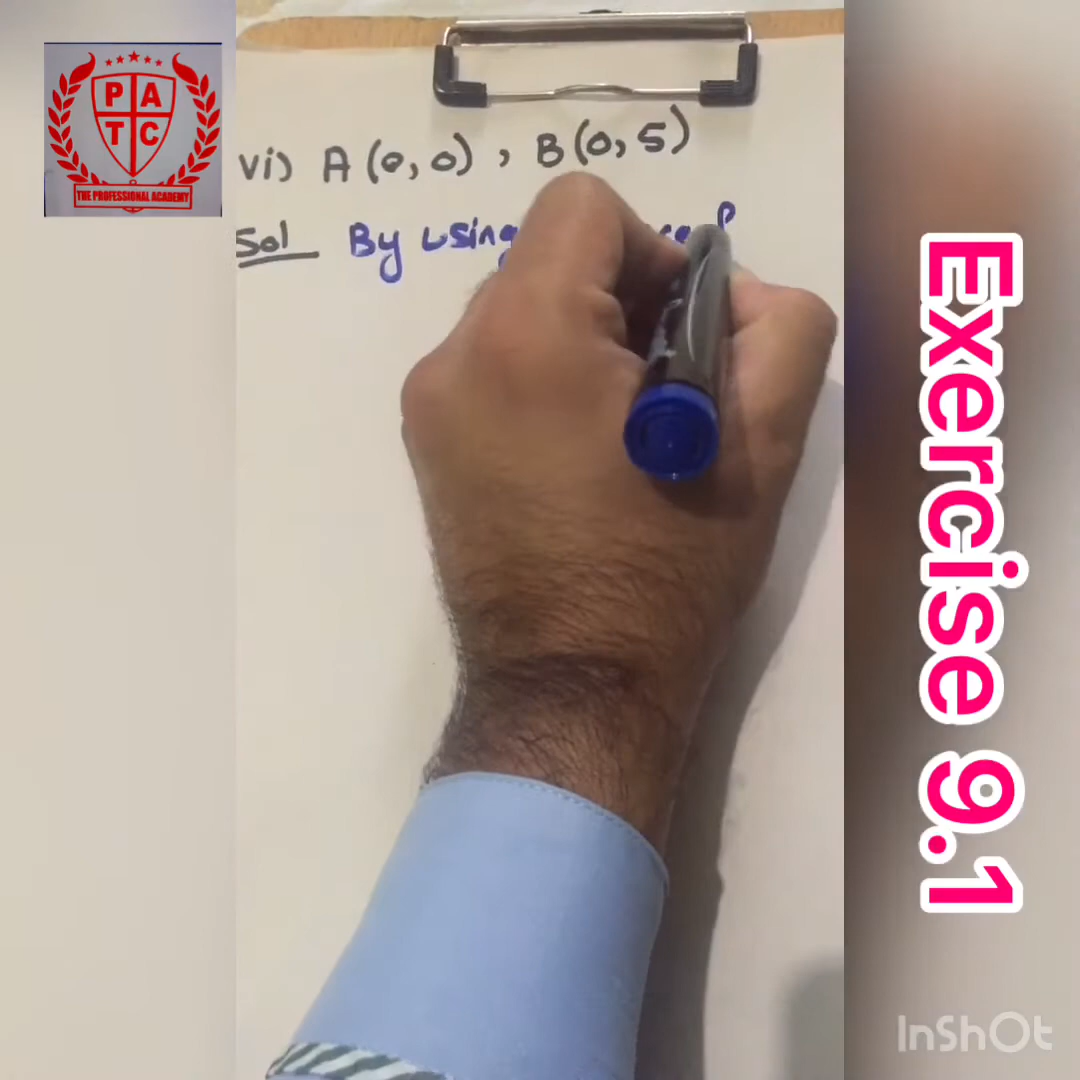 P A
T C
THE PROFESSIONAL ACADEMY
vi) A (0, 0) , B (0, 5)
Sol By using
Exercise 9.1
InShOt